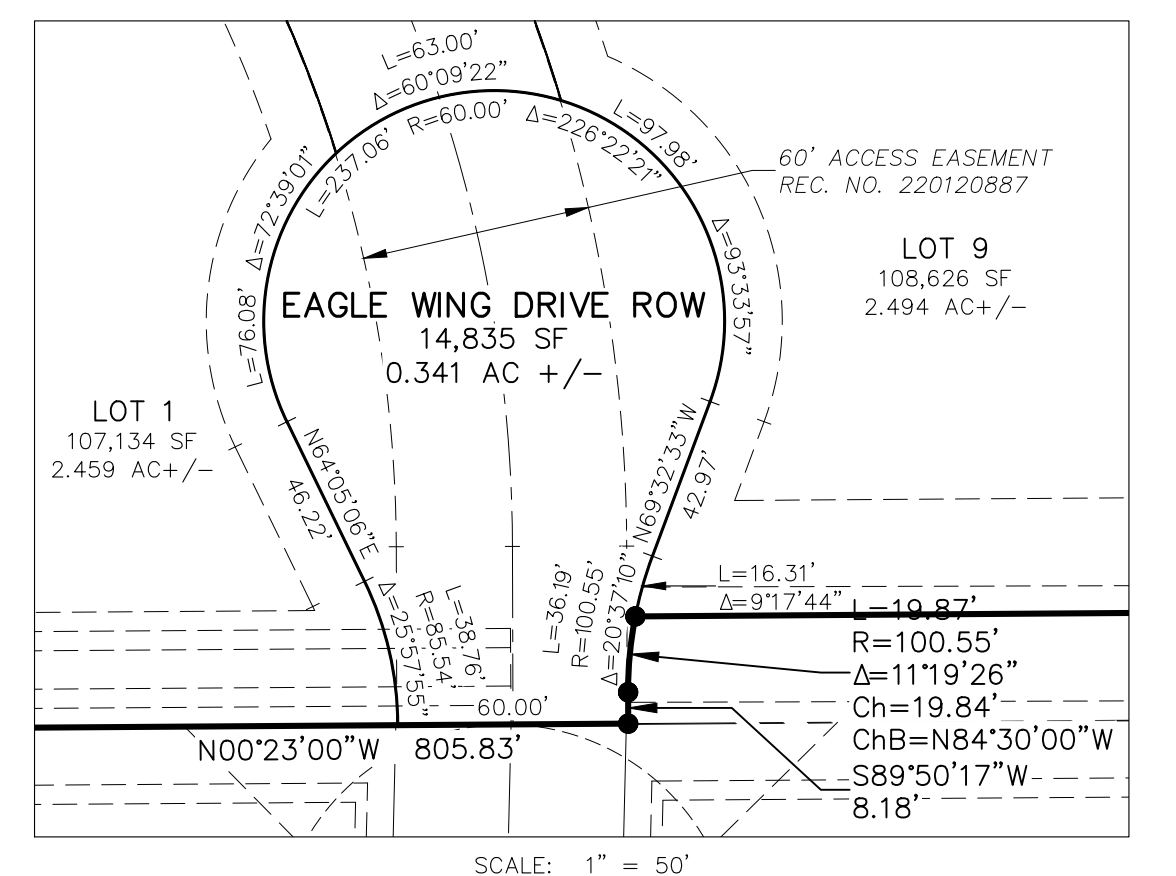 L=63.00'
Δ=60°09'22"
R=60.00'
Δ=226°22'21"
L=97.98'
L=237.06'
Δ=72°39'01"
L=76.08'
Δ=93°33'57"
60' ACCESS EASEMENT
REC. NO. 220120887
LOT 9
108,626 SF
2.494 AC+/-
EAGLE WING DRIVE ROW
14,835 SF
0.341 AC +/-
LOT 1
107,134 SF
2.459 AC+/-
N64°05'06"E
46.22'
N69°32'33"W
42.97'
L=38.76'
R=85.54'
Δ=25°57'55"
L=36.19'
R=100.55'
Δ=20°37'10"
L=16.31'
Δ=9°17'44"
L=19.87'
R=100.55'
Δ=11°19'26"
Ch=19.84'
ChB=N84°30'00"W
S89°50'17"W
8.18'
60.00'
N00°23'00"W 805.83'
SCALE: 1" = 50'